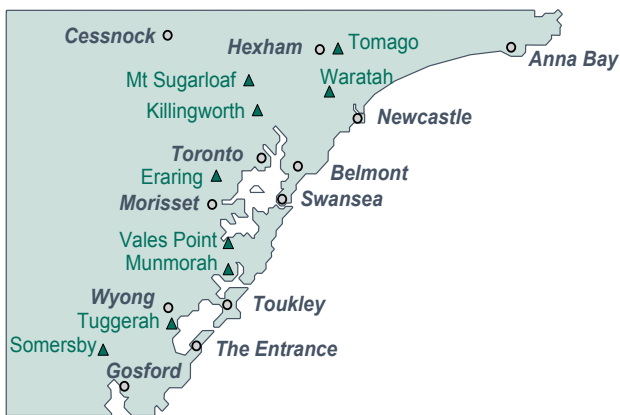 Cessnock
Hexham
Tomago
Anna Bay
Mt Sugarloaf
Waratah
Killingworth
Newcastle
Toronto
Belmont
Eraring
Morisset
Swansea
Vales Point
Munmorah
Wyong
Toukley
Tuggerah
Somersby
The Entrance
Gosford